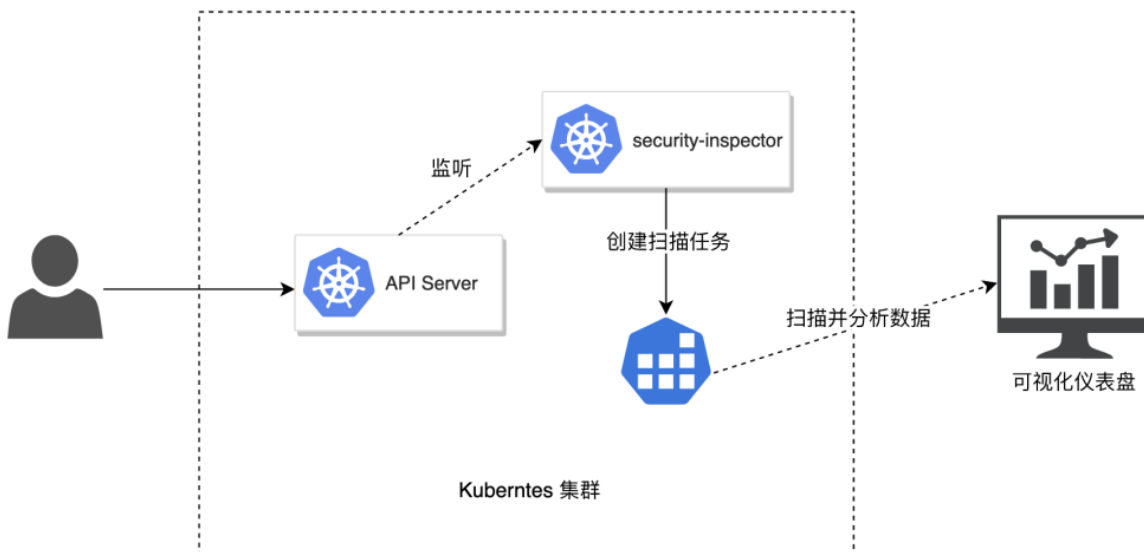 security-inspector
监听
创建扫描任务
API Server
扫描并分析数据
可视化仪表盘
Kuberntes 集群